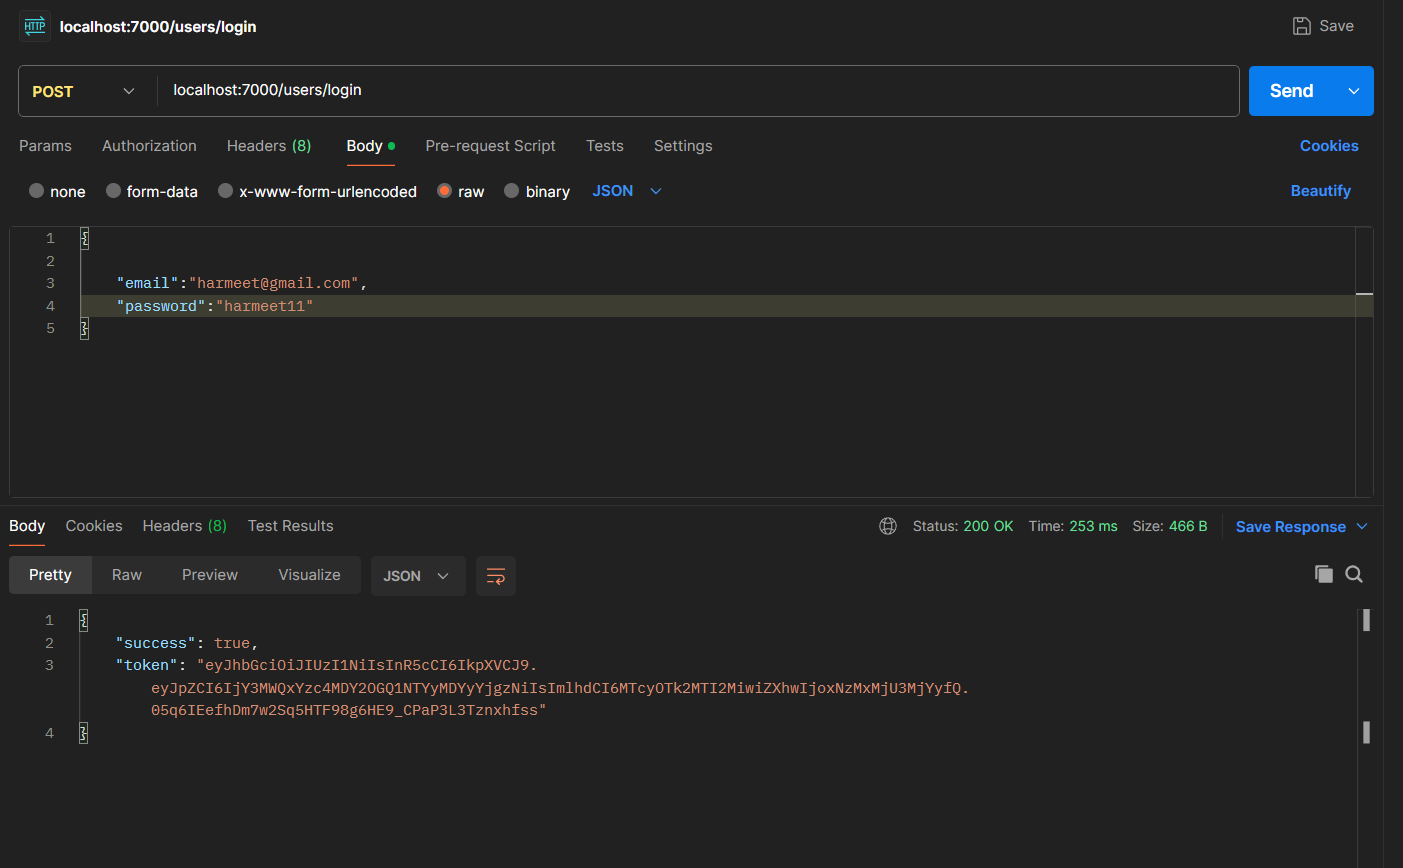 HTTP localhost:7000/users/login Save
POST localhost:7000/users/login Send
Params Authorization Headers (8) Body Pre-request Script Tests Settings Cookies
none form-data x-www-form-urlencoded raw binary JSON Beautify
1 {
2
3 "email":"harmeet@gmail.com",
4 "password":"harmeet11"
5 }
Body Cookies Headers (8) Test Results Status: 200 OK Time: 253 ms Size: 466 B Save Response
Pretty Raw Preview Visualize JSON
1 {
2 "success": true,
3 "token": "eyJhbGciOiJIUzI1NiIsInR5cCI6IkpXVCJ9.
eyJpZCI6IjY3MWQxYzc4MDY2OGQ1NTYyMDYyYjgzNiIsImlhdCI6MTcyOTk2MTI2MiwiZXhwIjoxNzMxMjU3MjYyfQ.
05q6IEefhDm7w2Sq5HTF98g6HE9_CPaP3L3Tznxhfss"
4 }